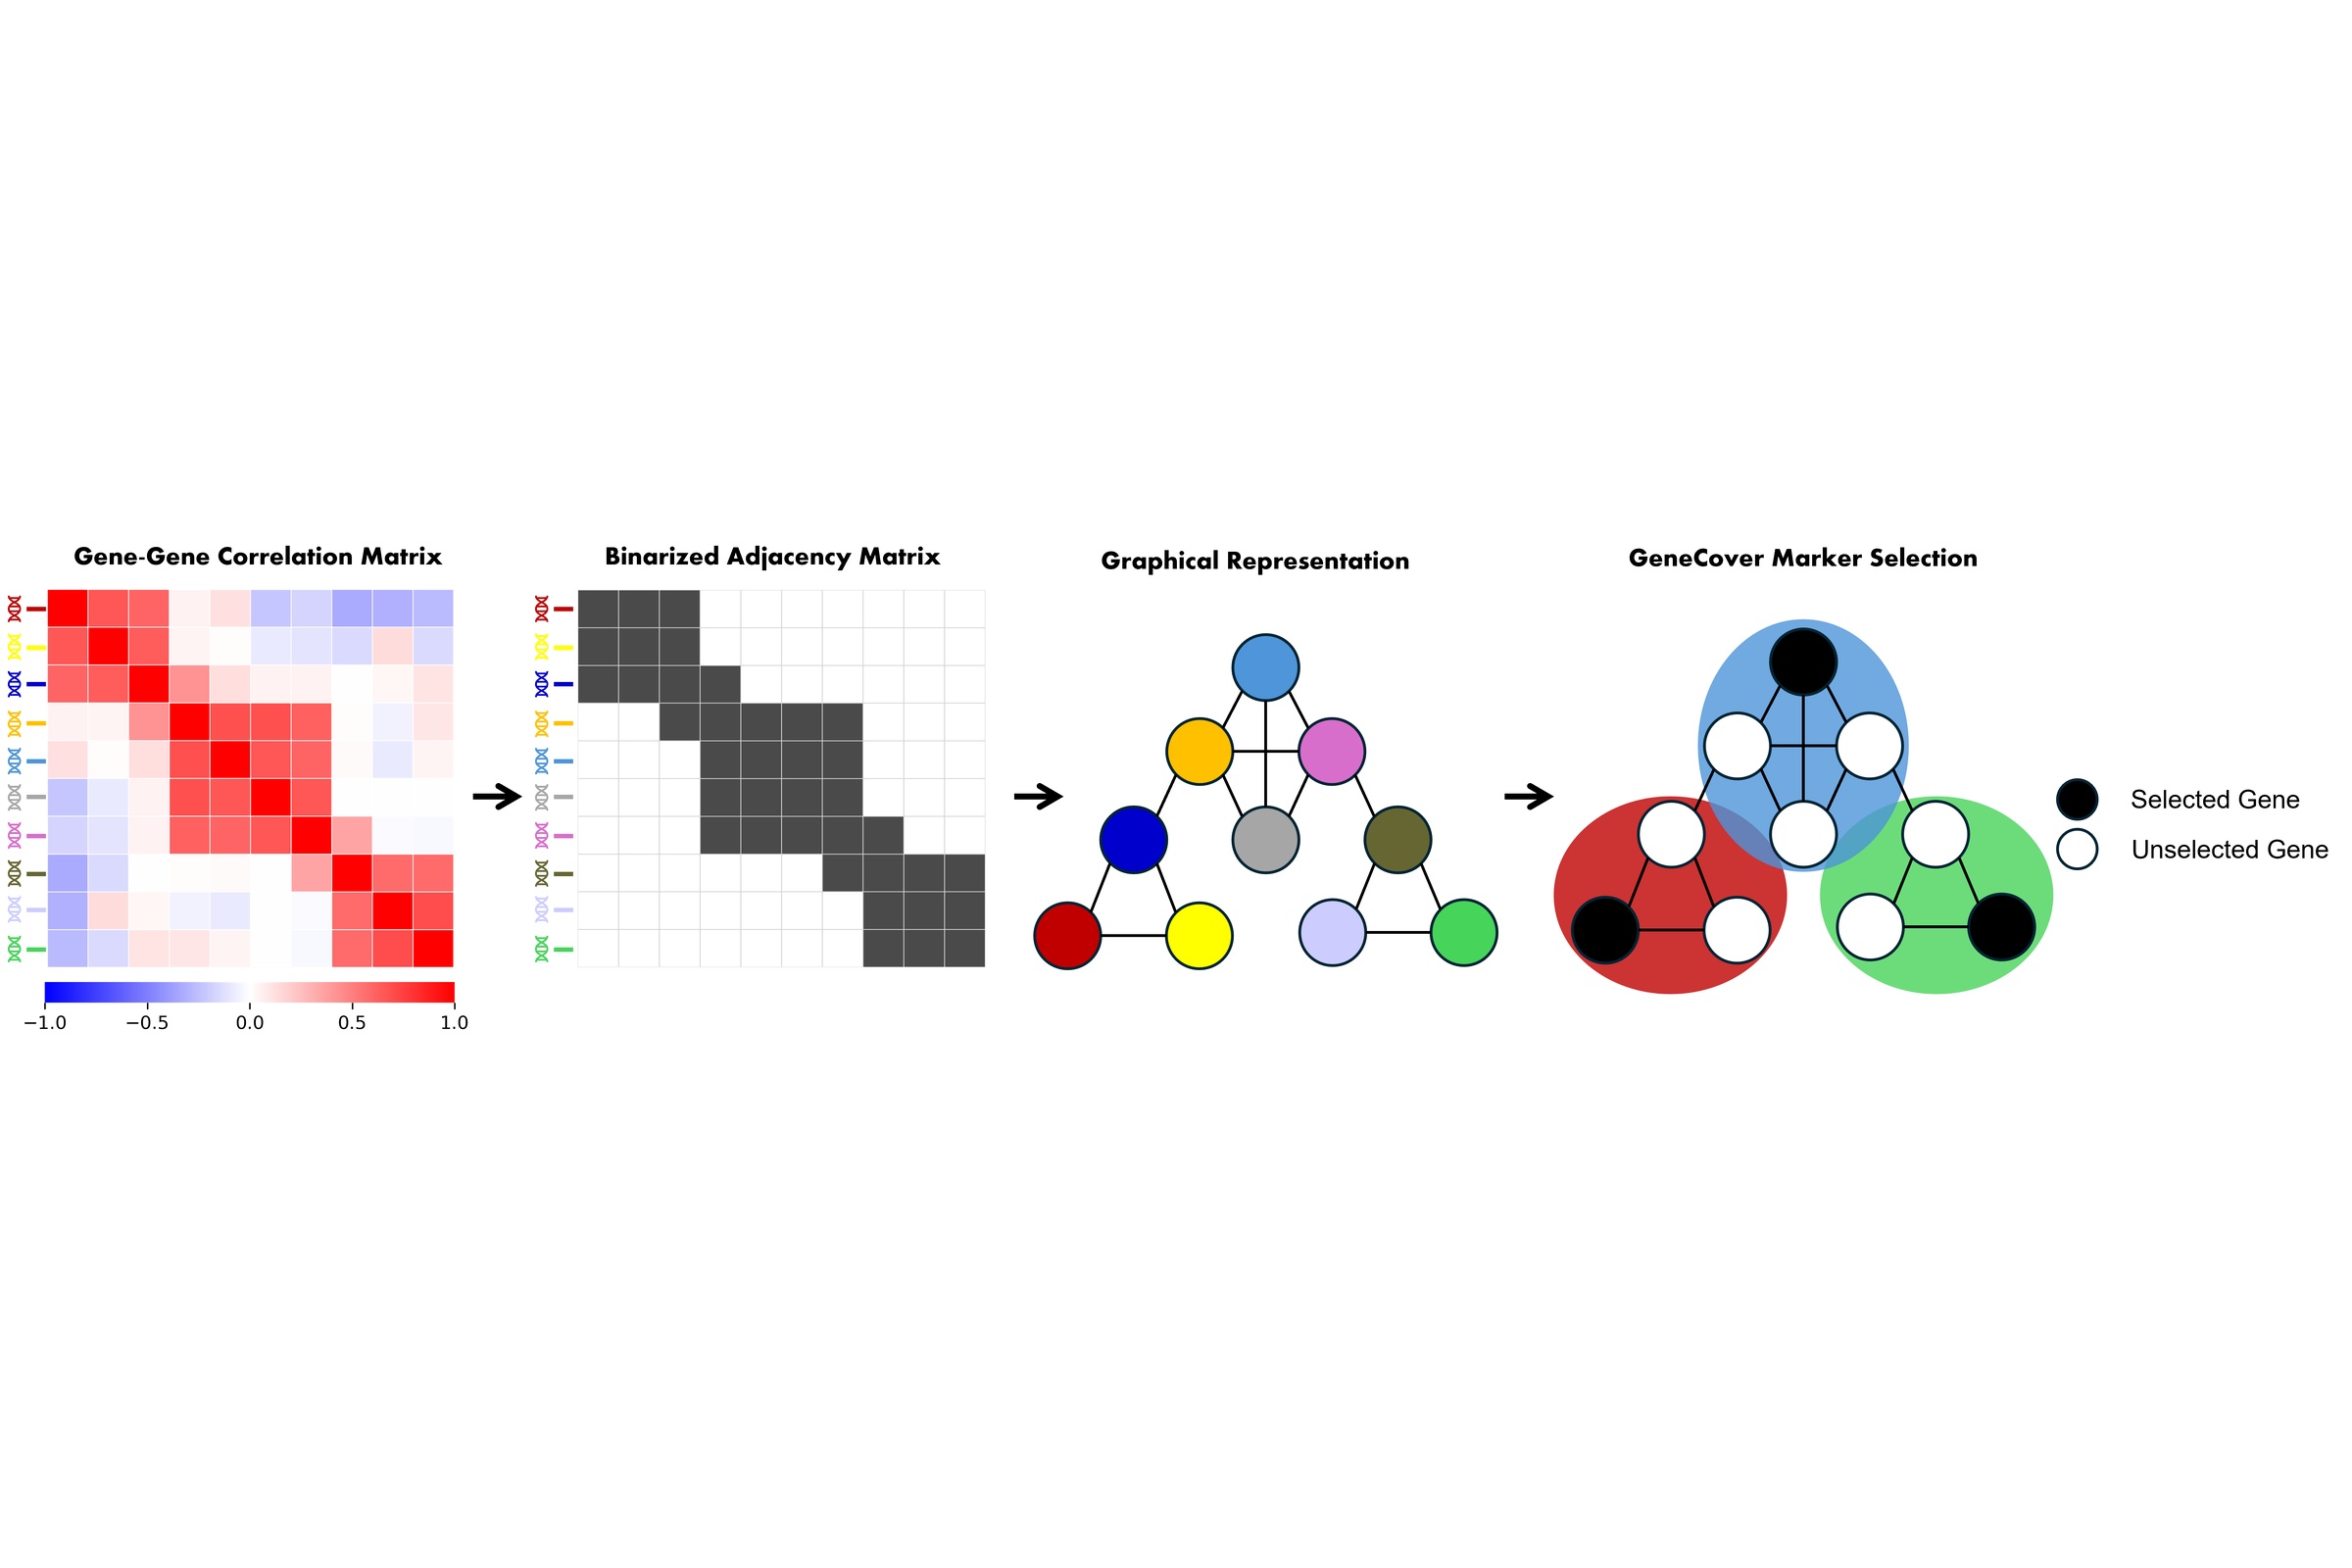 Gene-Gene Correlation Matrix
Binarized Adjacency Matrix
Graphical Representation
GeneCover Marker Selection
Selected Gene
Unselected Gene
−1.0 −0.5 0.0 0.5 1.0